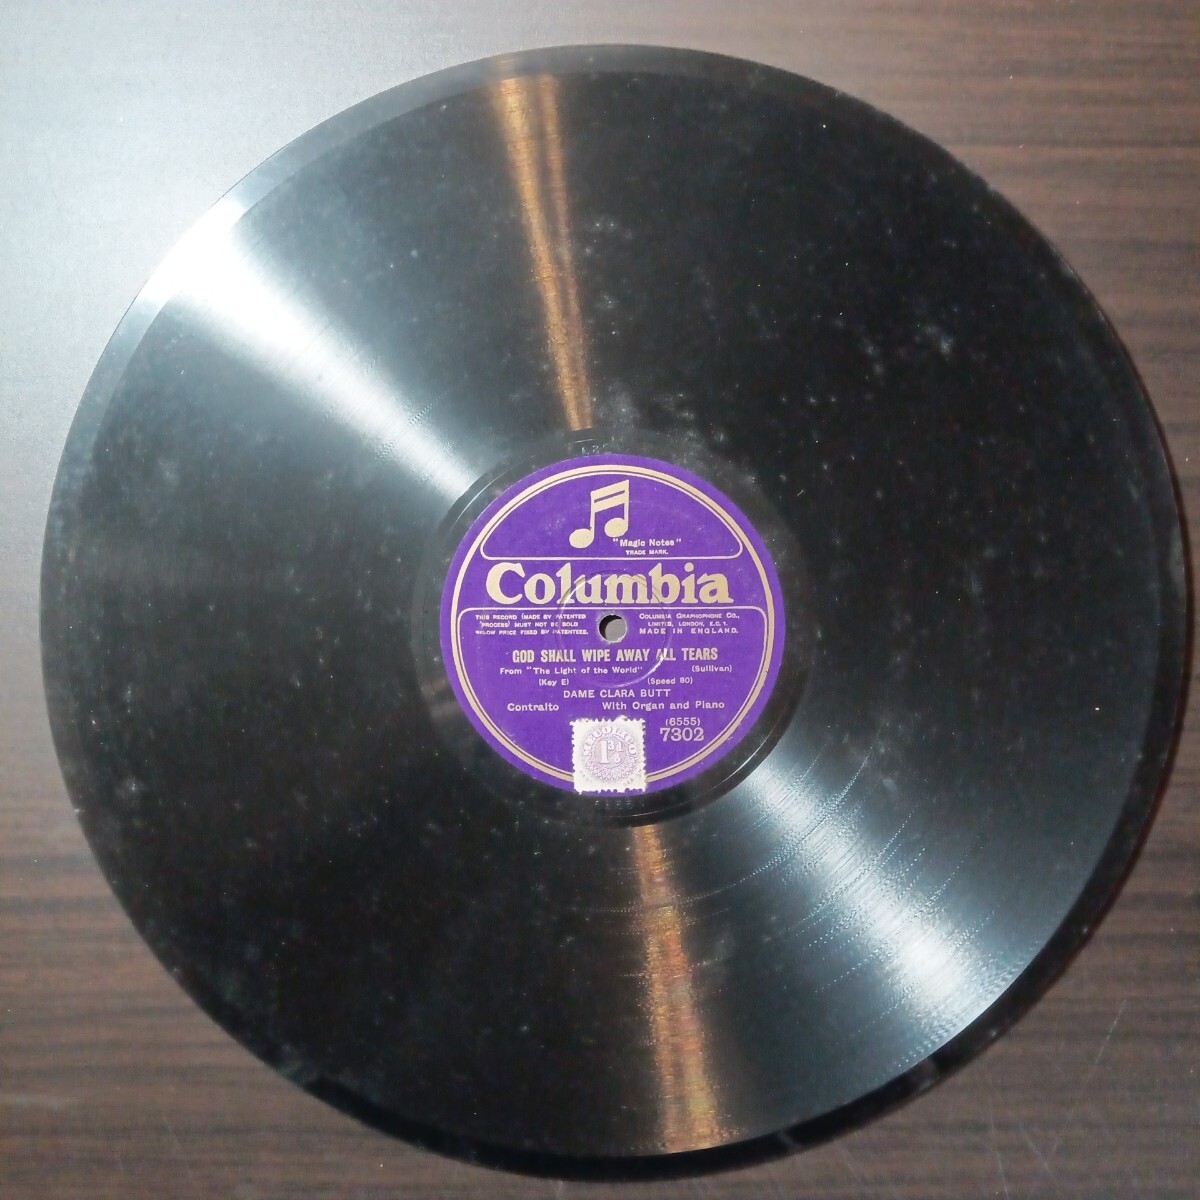 "Magic Notes"
TRADE MARK.
Columbia
THIS RECORD (MADE BY PATENTED
PROCESS) MUST NOT BE SOLD
BELOW PRICE FIXED BY PATENTEES.
COLUMBIA GRAPHOPHONE CO.,
LIMITED, LONDON, E.C.1.
MADE IN ENGLAND.
GOD SHALL WIPE AWAY ALL TEARS
From "The Light of the World" (Sullivan)
(Key E) (Speed 80)
DAME CLARA BUTT
Contralto With Organ and Piano
(6555)
7302